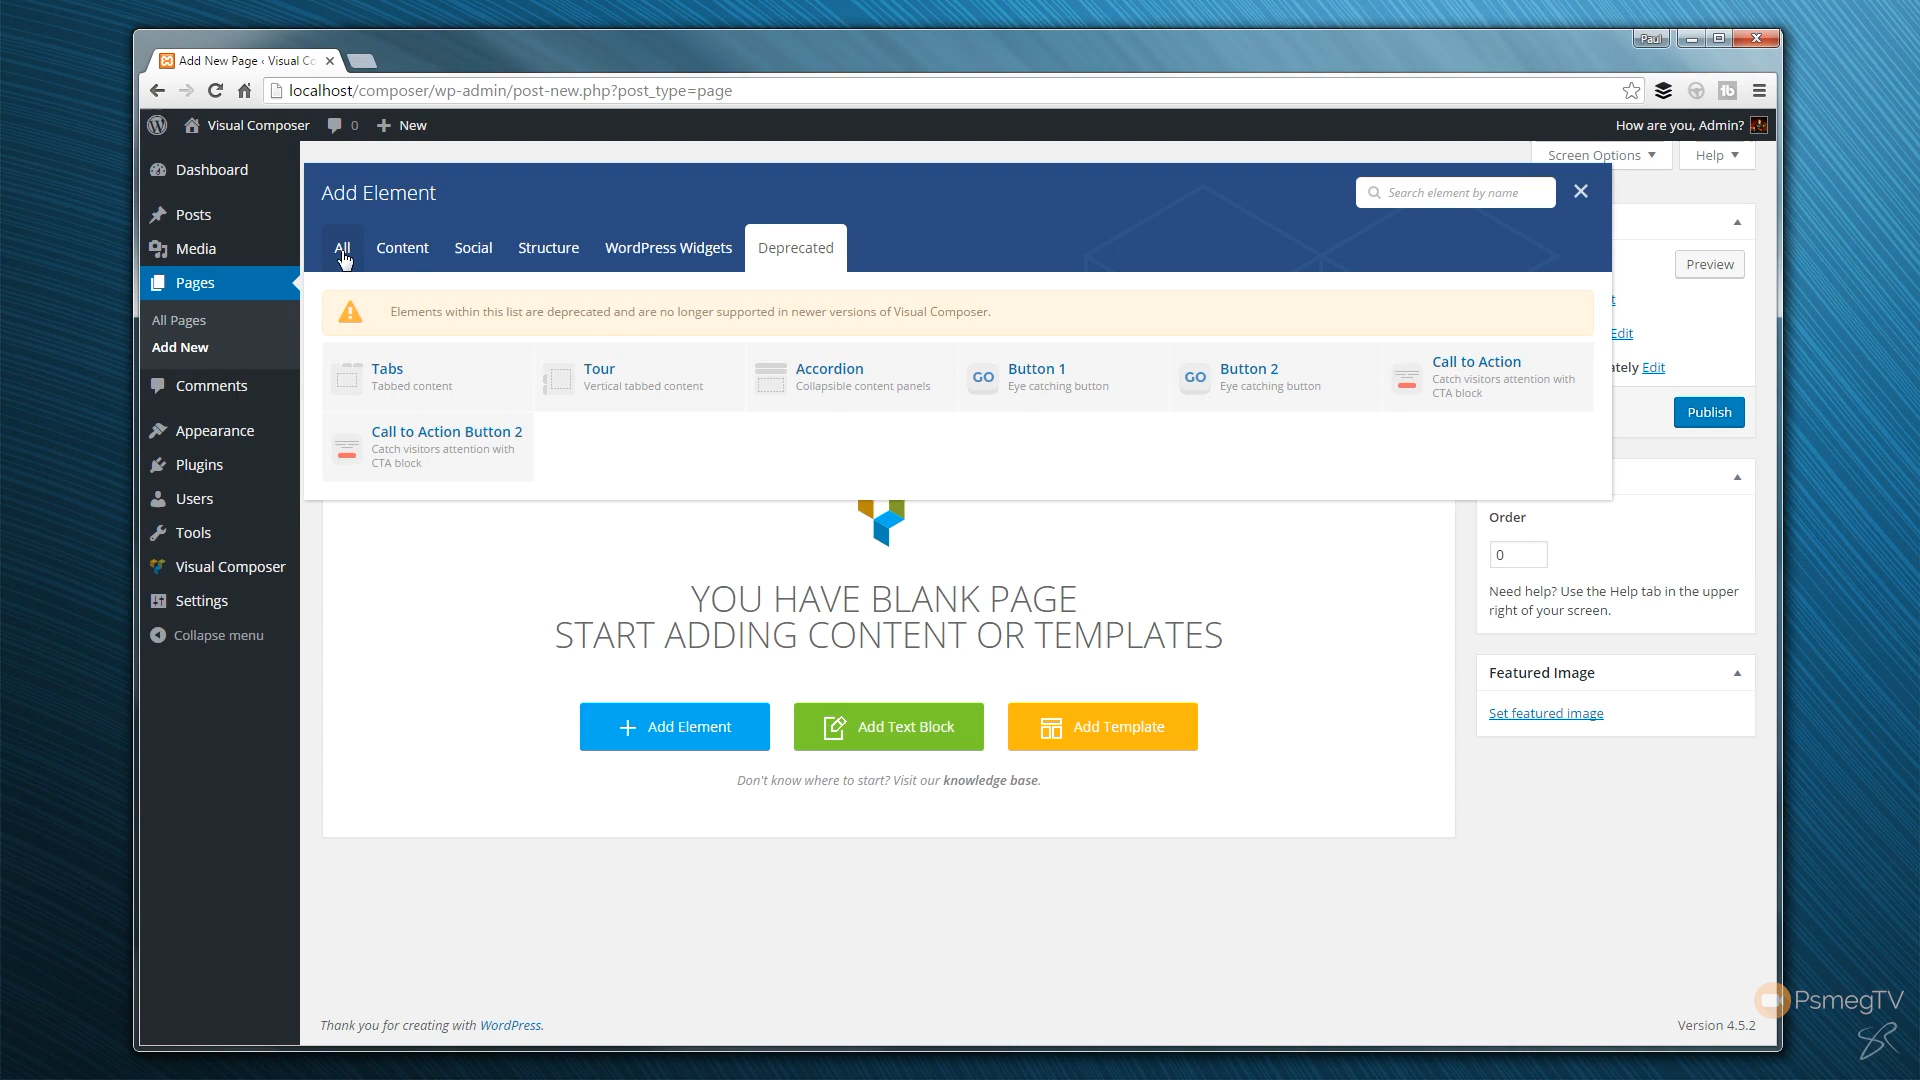 Paul
Add New Page ‹ Visual Co
localhost/composer/wp-admin/post-new.php?post_type=page
Visual Composer
0
New
How are you, Admin?
Screen Options
Help
Dashboard
Posts
Media
Pages
All Pages
Add New
Comments
Appearance
Plugins
Users
Tools
Visual Composer
Settings
Collapse menu
Add Element
Search element by name
All
Content
Social
Structure
WordPress Widgets
Deprecated
Elements within this list are deprecated and are no longer supported in newer versions of Visual Composer.
Tabs
Tabbed content
Tour
Vertical tabbed content
Accordion
Collapsible content panels
GO
Button 1
Eye catching button
GO
Button 2
Eye catching button
Call to Action
Catch visitors attention with
CTA block
Call to Action Button 2
Catch visitors attention with
CTA block
Preview
Edit
ately Edit
Publish
Order
0
Need help? Use the Help tab in the upper
right of your screen.
Featured Image
Set featured image
YOU HAVE BLANK PAGE
START ADDING CONTENT OR TEMPLATES
Add Element
Add Text Block
Add Template
Don't know where to start? Visit our knowledge base.
Thank you for creating with WordPress.
Version 4.5.2
PsmegTV